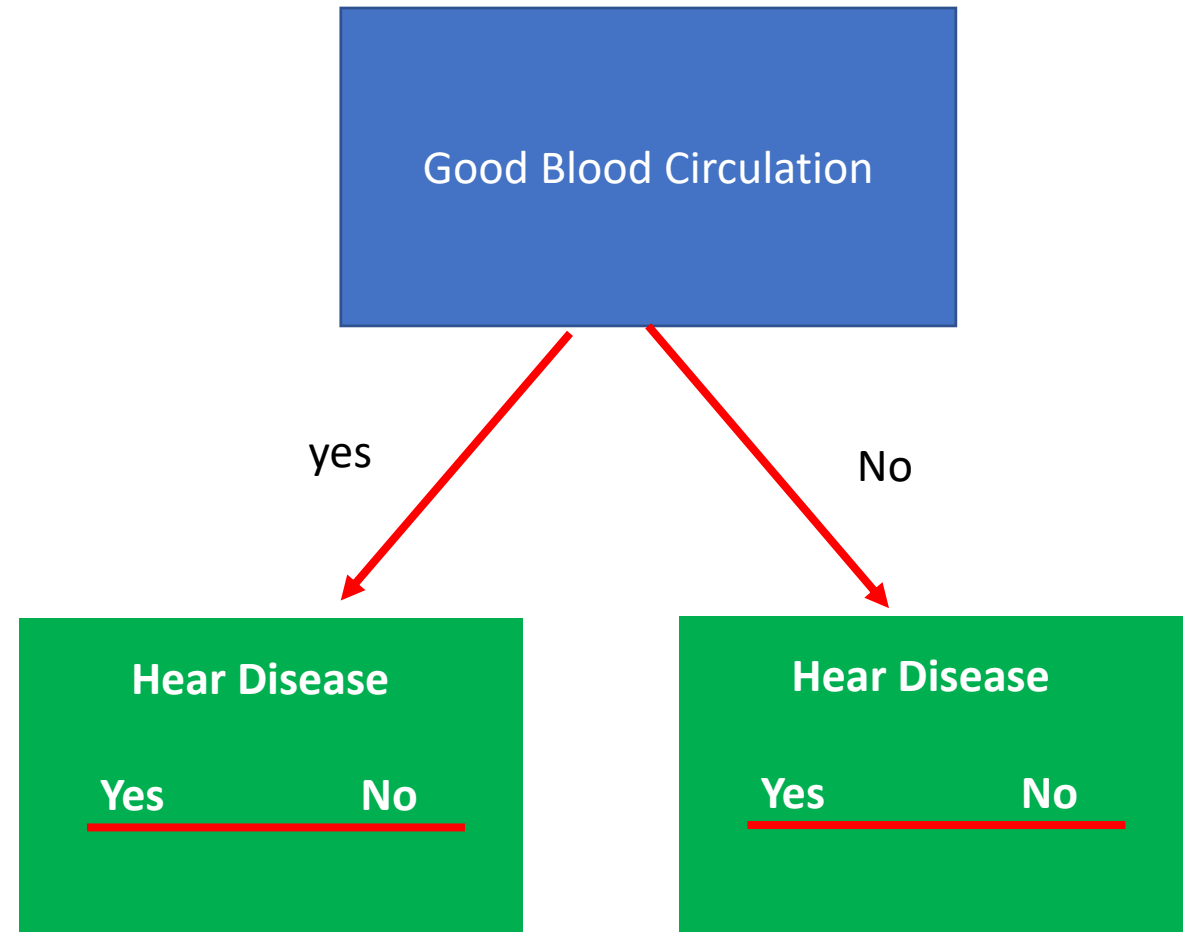 Good Blood Circulation
yes
No
Hear Disease
Yes No
Hear Disease
Yes No